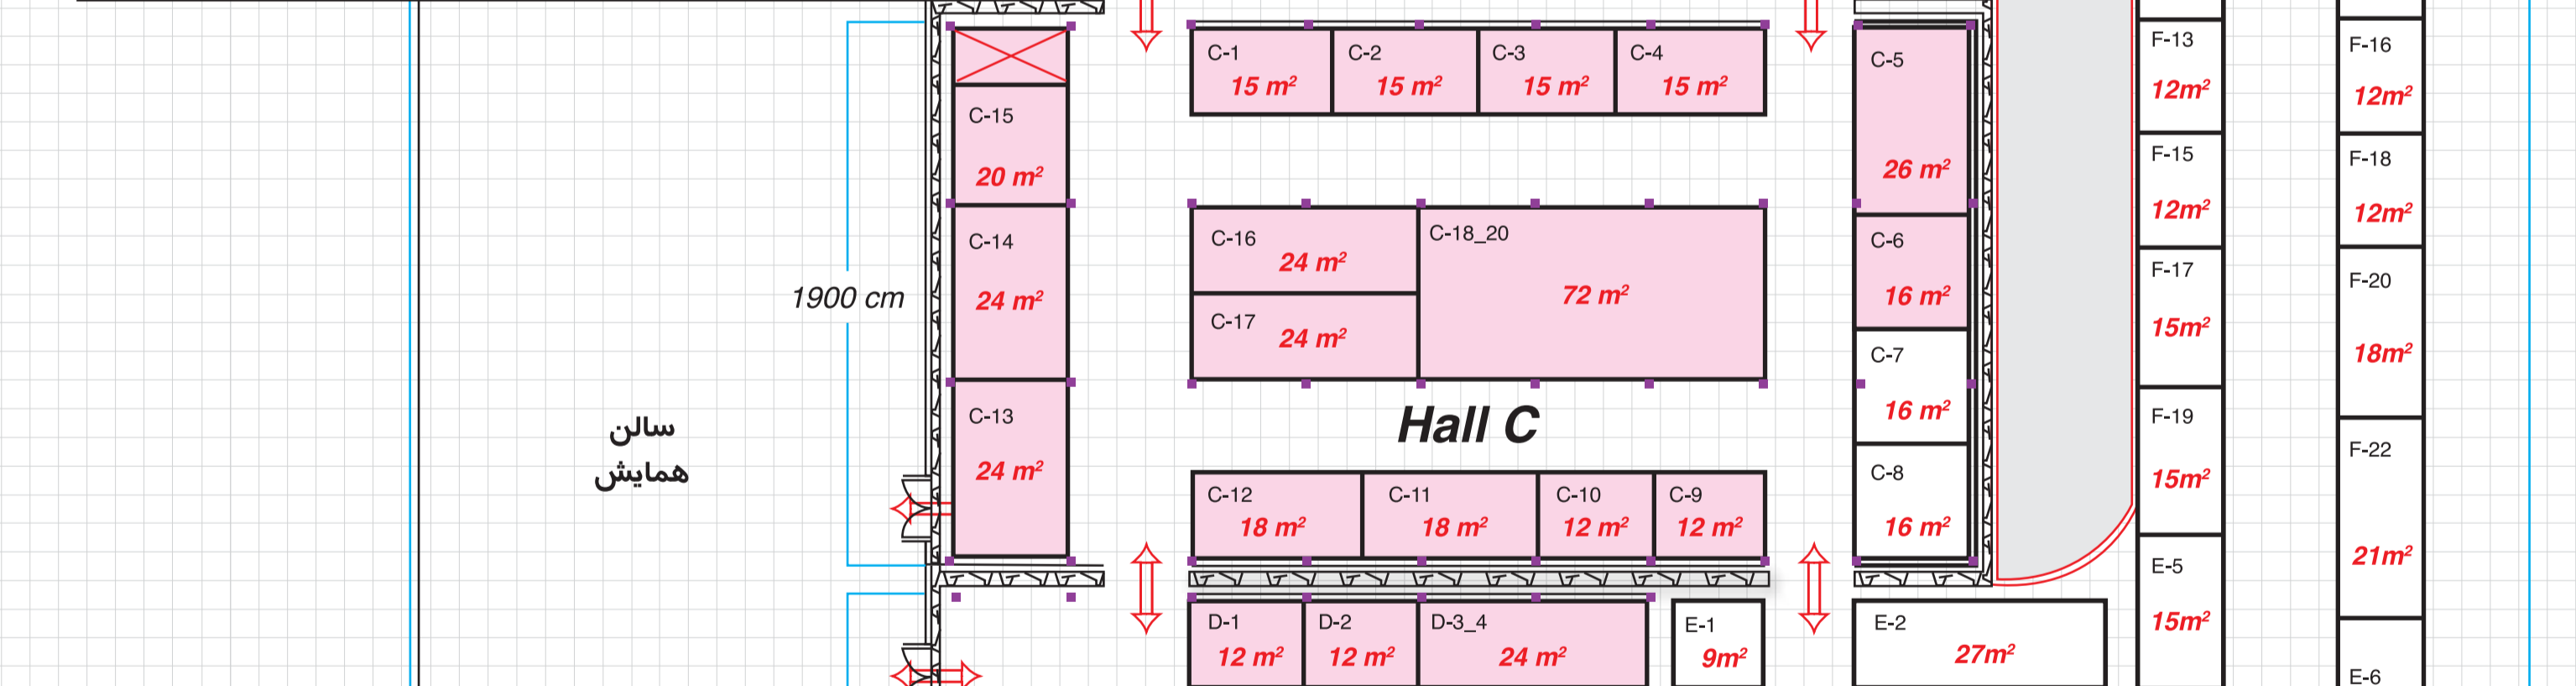 C-15
20 m²
C-14
24 m²
C-13
24 m²
1900 cm
سالن
همایش
C-1
15 m²
C-2
15 m²
C-3
15 m²
C-4
15 m²
C-16
24 m²
C-17
24 m²
C-18_20
72 m²
Hall C
C-12
18 m²
C-11
18 m²
C-10
12 m²
C-9
12 m²
D-1
12 m²
D-2
12 m²
D-3_4
24 m²
E-1
9m²
C-5
26 m²
C-6
16 m²
C-7
16 m²
C-8
16 m²
E-2
27m²
F-13
12m²
F-15
12m²
F-17
15m²
F-19
15m²
E-5
15m²
F-16
12m²
F-18
12m²
F-20
18m²
F-22
21m²
E-6